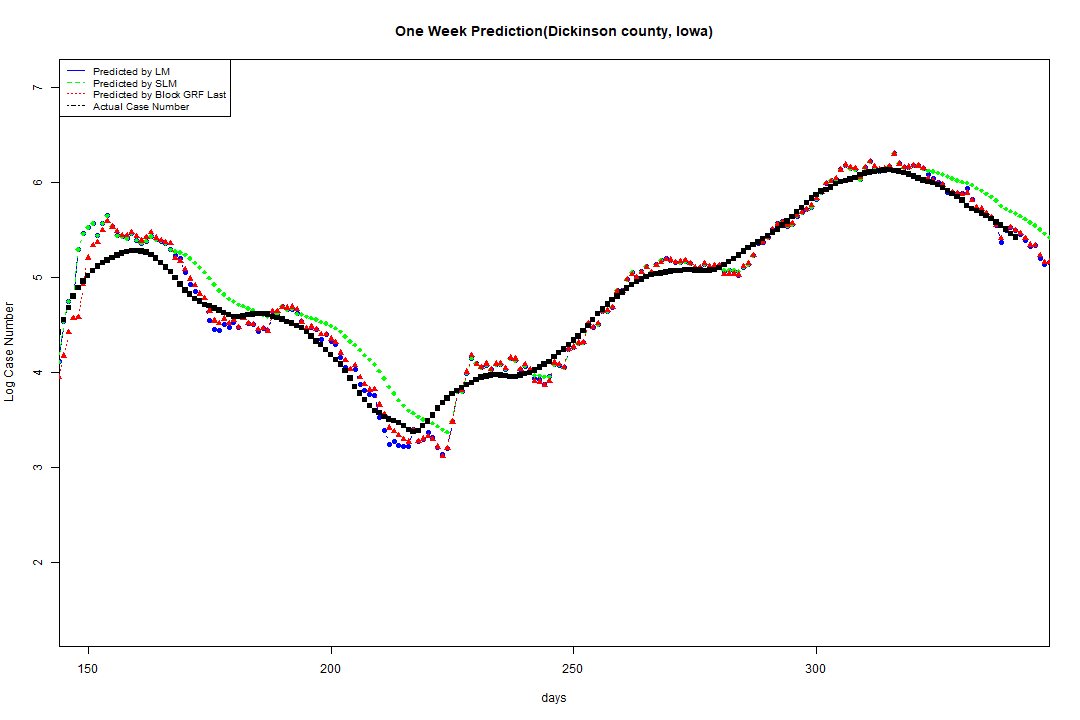 One Week Prediction(Dickinson county, Iowa)
Predicted by LM
Predicted by SLM
Predicted by Block GRF Last
Actual Case Number
7
6
5
4
3
2
Log Case Number
150 200 250 300
days